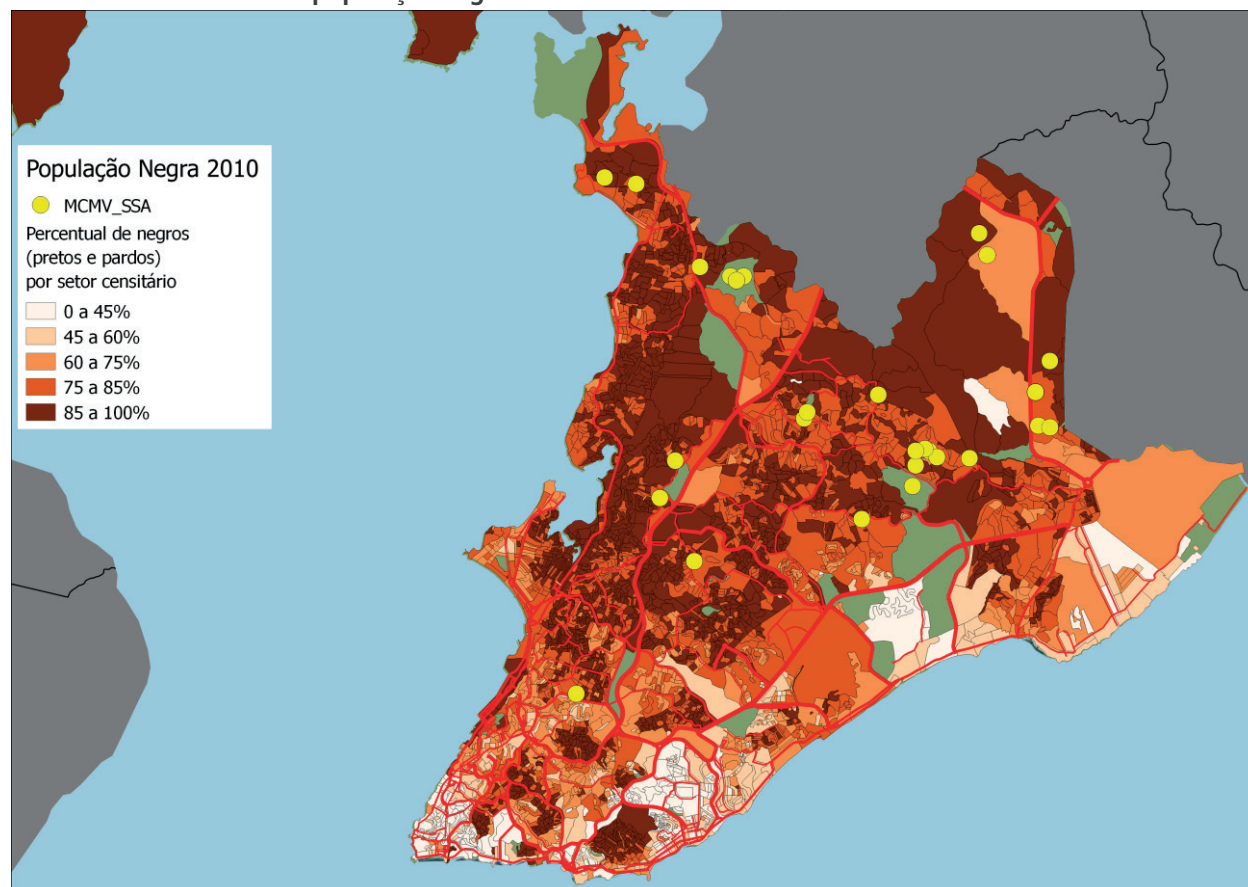 População Negra 2010
MCMV_SSA
Percentual de negros
(pretos e pardos)
por setor censitário
0 a 45%
45 a 60%
60 a 75%
75 a 85%
85 a 100%